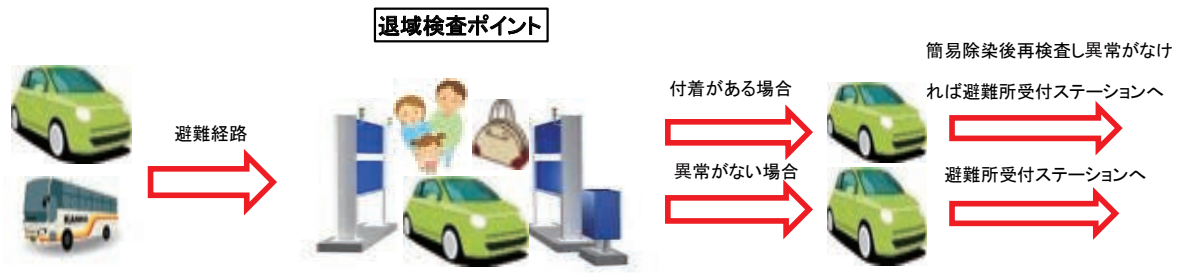 退域検査ポイント
避難経路
付着がある場合
異常がない場合
簡易除染後再検査し異常がなけ
れば避難所受付ステーションへ
避難所受付ステーションへ